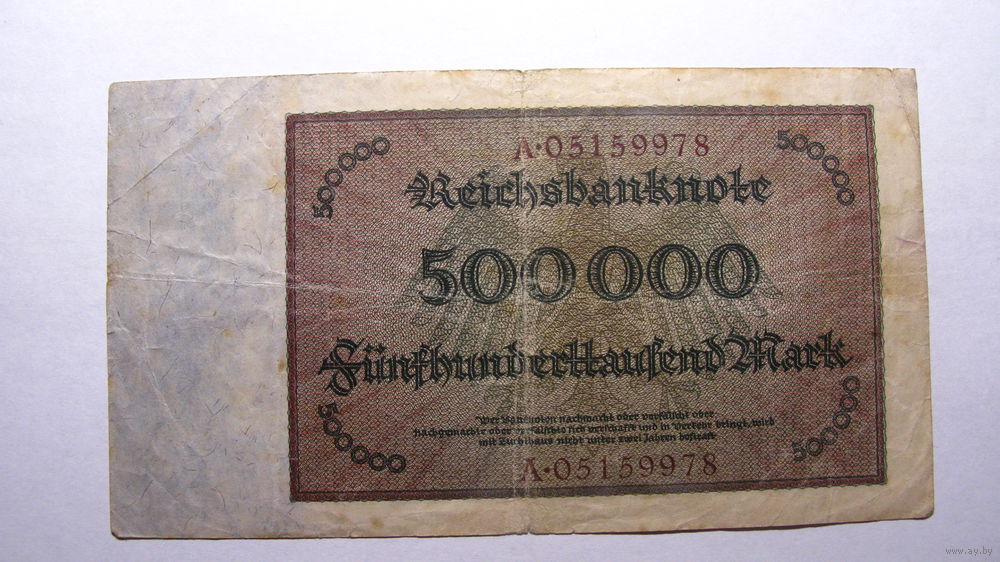 500000
A·05159978
500000
Reichsbanknote
500000
Fünfhunderttausend Mark
Wer Banknoten nachmacht oder verfälscht oder
nachgemachte oder verfälschte sich verschafft und in Verkehr bringt, wird
mit Zuchthaus nicht unter zwei Jahren bestraft
500000
A·05159978
500000
www.ay.by